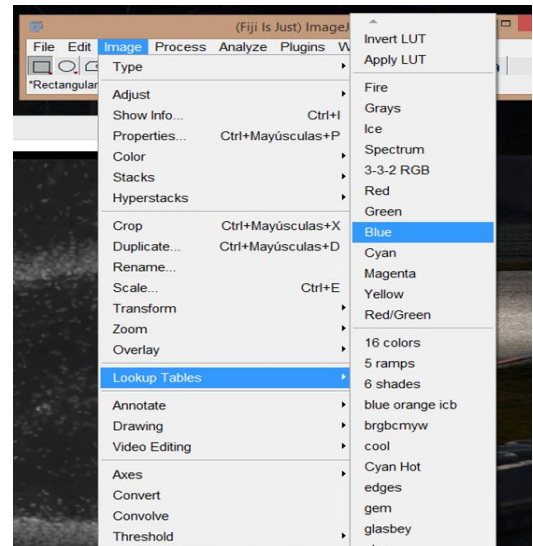 (Fiji Is Just) ImageJ
File Edit Image Process Analyze Plugins W
*Rectangular
Type
Adjust
Show Info... Ctrl+I
Properties... Ctrl+Mayúsculas+P
Color
Stacks
Hyperstacks
Crop Ctrl+Mayúsculas+X
Duplicate... Ctrl+Mayúsculas+D
Rename...
Scale... Ctrl+E
Transform
Zoom
Overlay
Lookup Tables
Annotate
Drawing
Video Editing
Axes
Convert
Convolve
Threshold
Invert LUT
Apply LUT
Fire
Grays
Ice
Spectrum
3-3-2 RGB
Red
Green
Blue
Cyan
Magenta
Yellow
Red/Green
16 colors
5 ramps
6 shades
blue orange icb
brgbcmyw
cool
Cyan Hot
edges
gem
glasbey